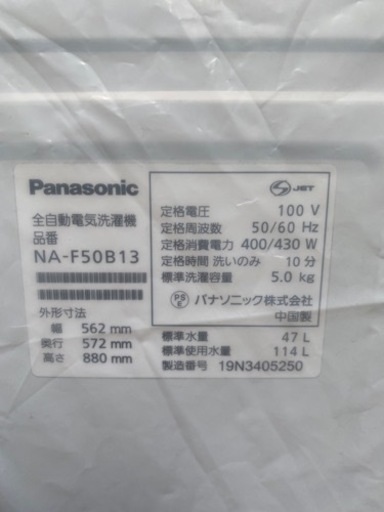 Panasonic
全自動電気洗濯機
品番
NA-F50B13
外形寸法
幅 562 mm
奥行 572 mm
高さ 880 mm
JET
定格電圧 100 V
定格周波数 50/60 Hz
定格消費電力 400/430 W
定格時間 洗いのみ 10 分
標準洗濯容量 5.0 kg
PS
E
パナソニック株式会社
中国製
標準水量 47 L
標準使用水量 114 L
製造番号 19N3405250